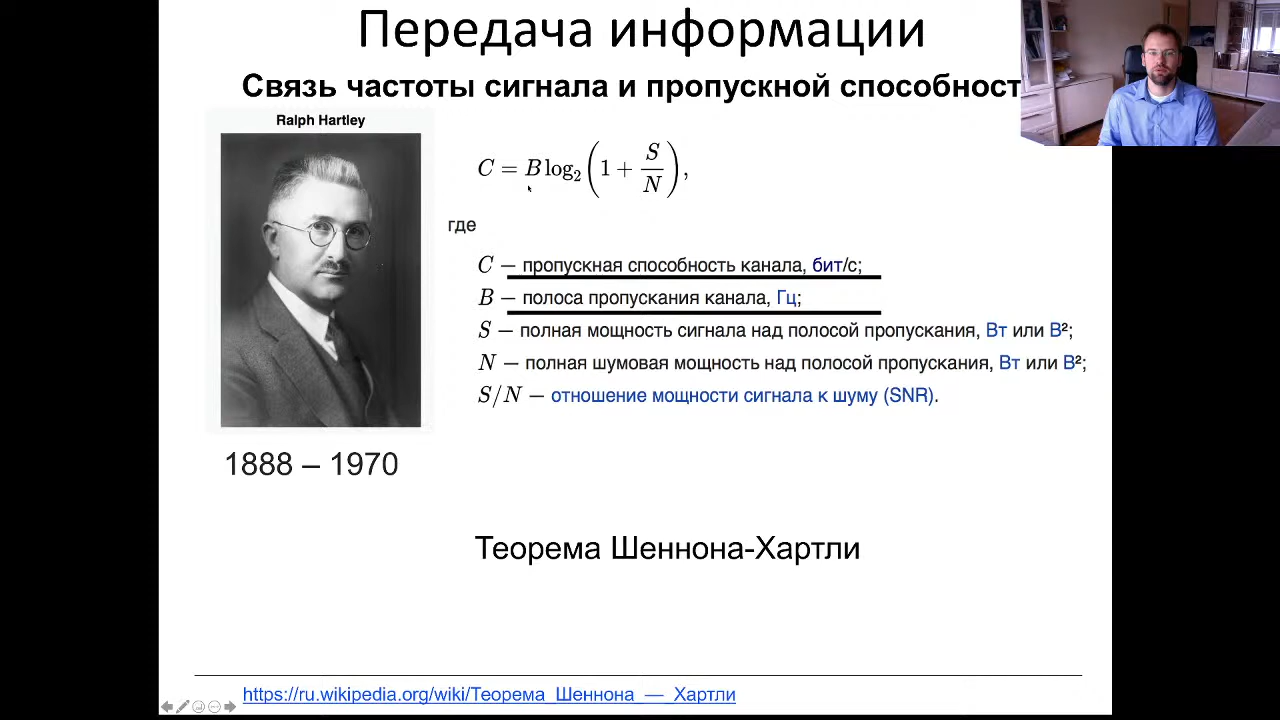 Передача информации
Связь частоты сигнала и пропускной способност
Ralph Hartley
C = B log₂ (1 + S/N),
где
C — пропускная способность канала, бит/с;
B — полоса пропускания канала, Гц;
S — полная мощность сигнала над полосой пропускания, Вт или В²;
N — полная шумовая мощность над полосой пропускания, Вт или В²;
S/N — отношение мощности сигнала к шуму (SNR).
1888 – 1970
Теорема Шеннона-Хартли
https://ru.wikipedia.org/wiki/Теорема_Шеннона_—_Хартли